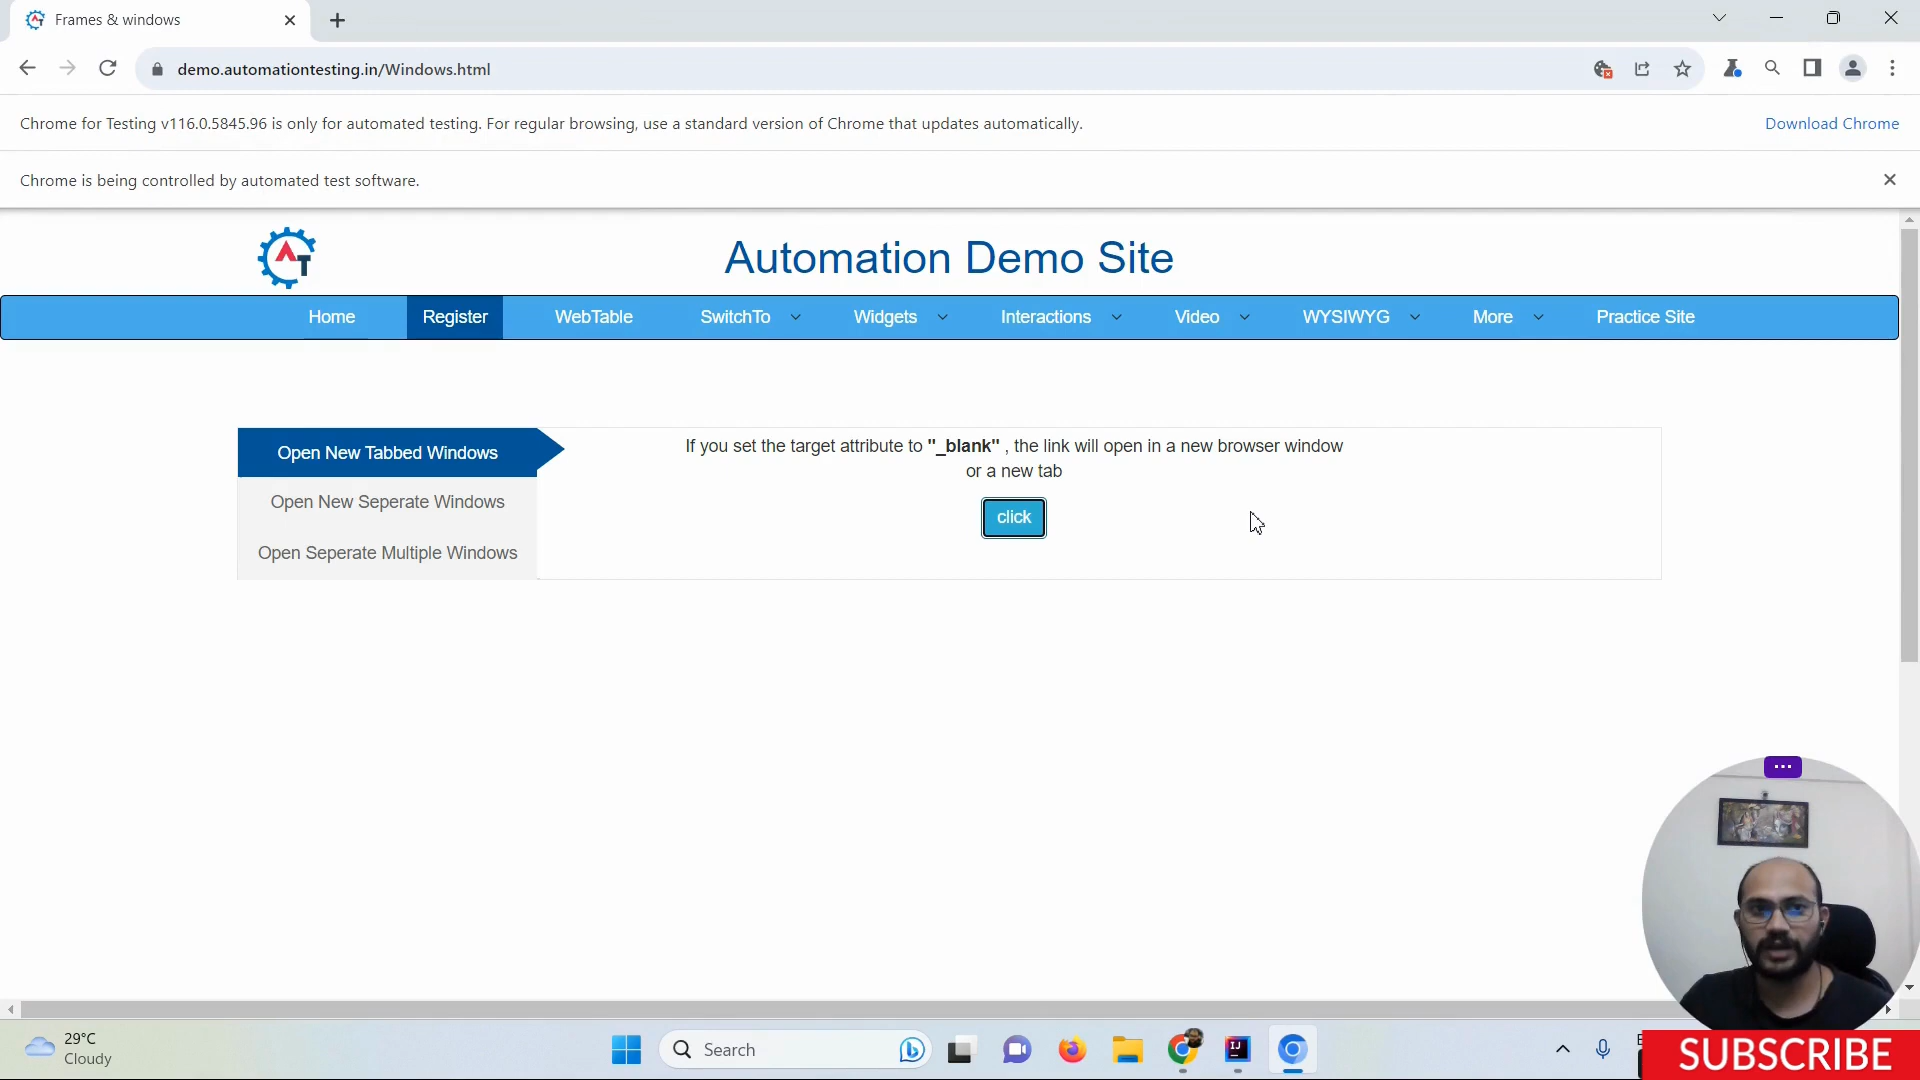 Frames & windows
demo.automationtesting.in/Windows.html
Chrome for Testing v116.0.5845.96 is only for automated testing. For regular browsing, use a standard version of Chrome that updates automatically.
Download Chrome
Chrome is being controlled by automated test software.
AT
Automation Demo Site
Home Register WebTable SwitchTo Widgets Interactions Video WYSIWYG More Practice Site
Open New Tabbed Windows
Open New Seperate Windows
Open Seperate Multiple Windows
If you set the target attribute to "_blank" , the link will open in a new browser window
or a new tab
click
29°C
Cloudy
Search
IJ
SUBSCRIBE